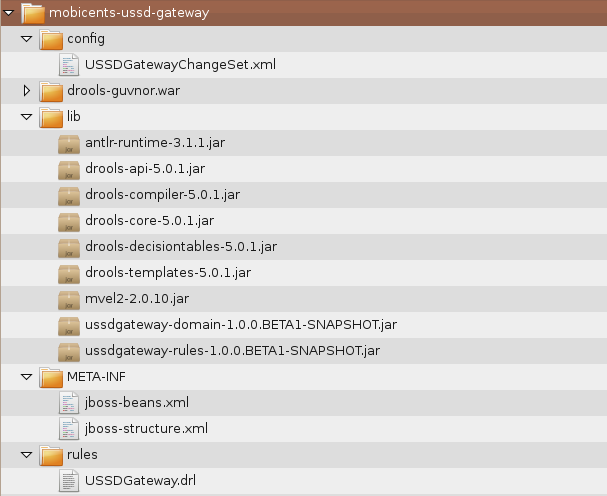 mobicents-ussd-gateway
config
USSDGatewayChangeSet.xml
drools-guvnor.war
lib
antlr-runtime-3.1.1.jar
drools-api-5.0.1.jar
drools-compiler-5.0.1.jar
drools-core-5.0.1.jar
drools-decisiontables-5.0.1.jar
drools-templates-5.0.1.jar
mvel2-2.0.10.jar
ussdgateway-domain-1.0.0.BETA1-SNAPSHOT.jar
ussdgateway-rules-1.0.0.BETA1-SNAPSHOT.jar
META-INF
jboss-beans.xml
jboss-structure.xml
rules
USSDGateway.drl